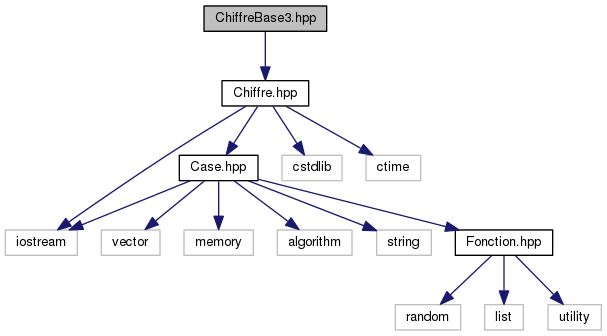 ChiffreBase3.hpp
Chiffre.hpp
Case.hpp
cstdlib
ctime
iostream
vector
memory
algorithm
string
Fonction.hpp
random
list
utility